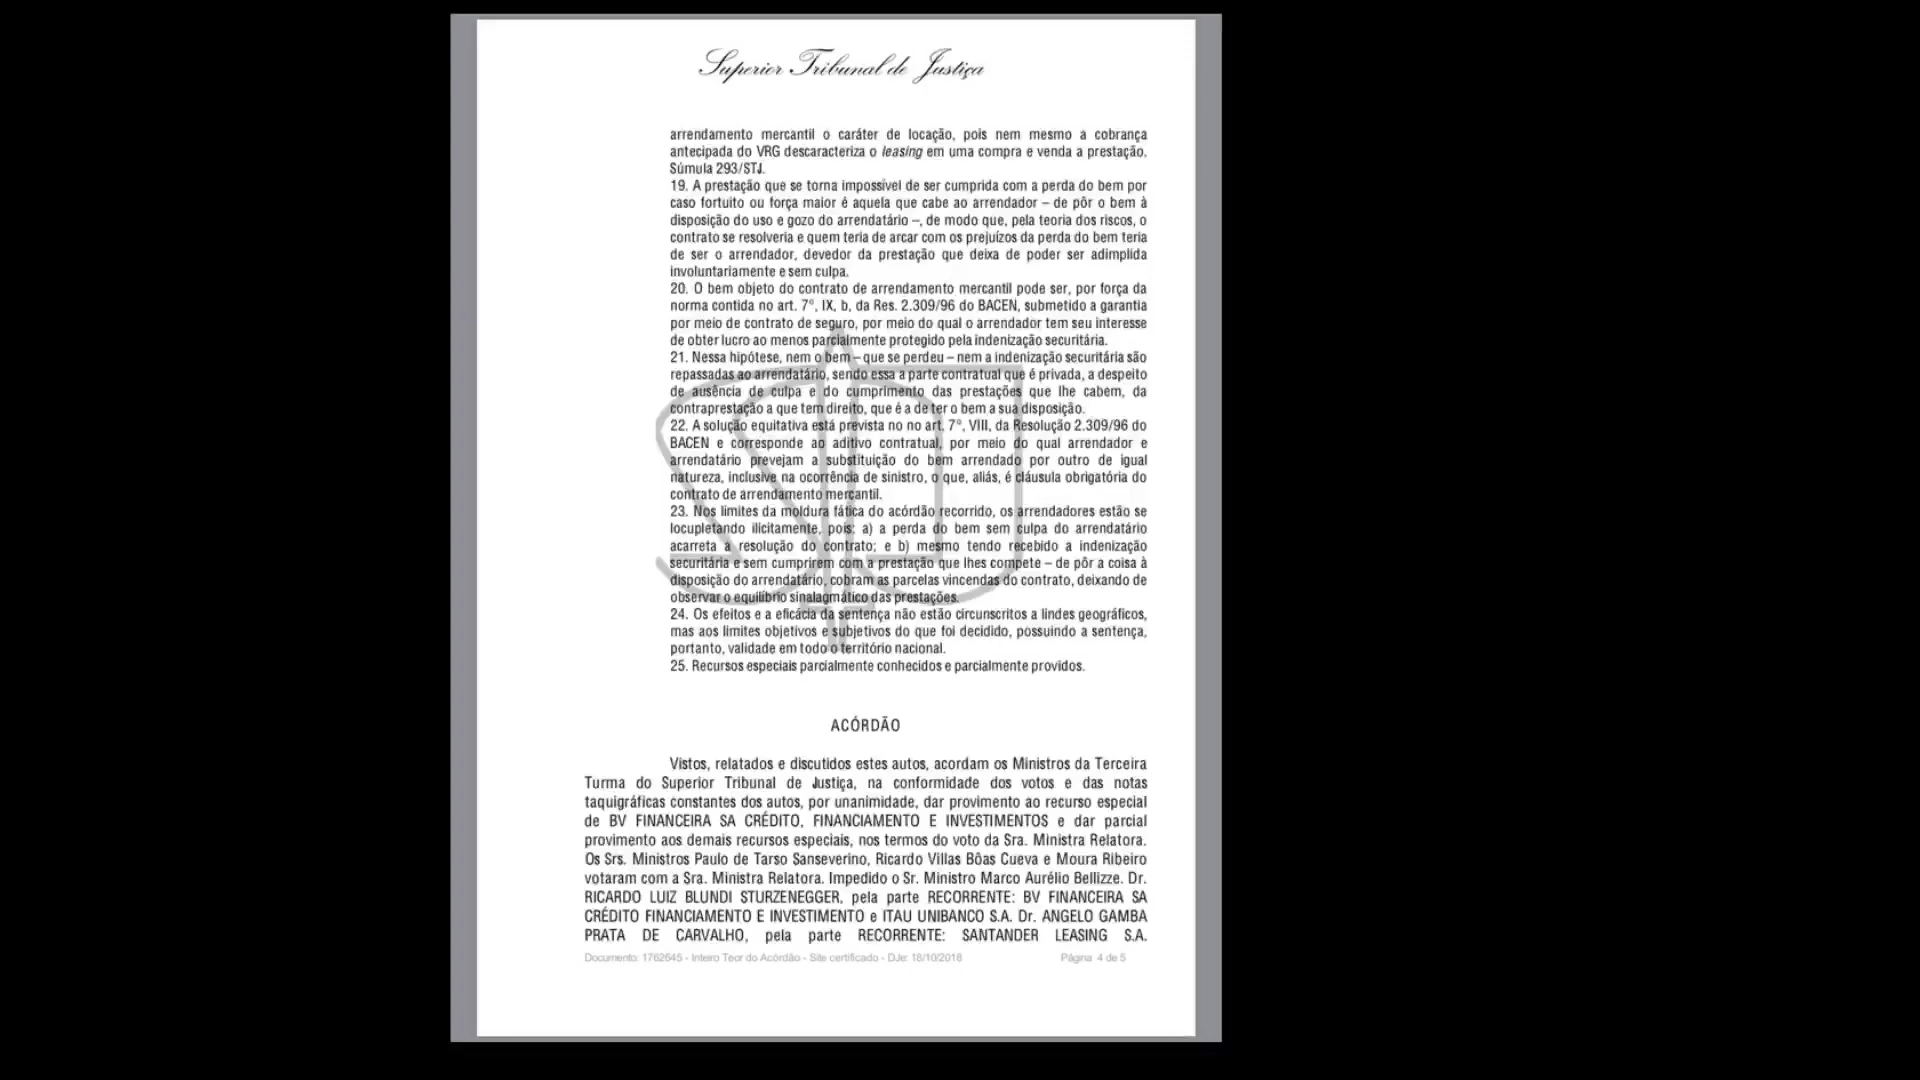 Superior Tribunal de Justiça
arrendamento mercantil o caráter de locação, pois nem mesmo a cobrança
antecipada do VRG descaracteriza o leasing em uma compra e venda a prestação.
Súmula 293/STJ.
19. A prestação que se torna impossível de ser cumprida com a perda do bem por
caso fortuito ou força maior é aquela que cabe ao arrendador – de pôr o bem à
disposição do uso e gozo do arrendatário –, de modo que, pela teoria dos riscos, o
contrato se resolveria e quem teria de arcar com os prejuízos da perda do bem teria
de ser o arrendador, devedor da prestação que deixa de poder ser adimplida
involuntariamente e sem culpa.
20. O bem objeto do contrato de arrendamento mercantil pode ser, por força da
norma contida no art. 7º, IX, b, da Res. 2.309/96 do BACEN, submetido a garantia
por meio de contrato de seguro, por meio do qual o arrendador tem seu interesse
de obter lucro ao menos parcialmente protegido pela indenização securitária.
21. Nessa hipótese, nem o bem – que se perdeu – nem a indenização securitária são
repassadas ao arrendatário, sendo essa a parte contratual que é privada, a despeito
de ausência de culpa e do cumprimento das prestações que lhe cabem, da
contraprestação a que tem direito, que é a de ter o bem a sua disposição.
22. A solução equitativa está prevista no no art. 7º, VIII, da Resolução 2.309/96 do
BACEN e corresponde ao aditivo contratual, por meio do qual arrendador e
arrendatário prevejam a substituição do bem arrendado por outro de igual
natureza, inclusive na ocorrência de sinistro, o que, aliás, é cláusula obrigatória do
contrato de arrendamento mercantil.
23. Nos limites da moldura fática do acórdão recorrido, os arrendadores estão se
locupletando ilicitamente, pois: a) a perda do bem sem culpa do arrendatário
acarreta a resolução do contrato; e b) mesmo tendo recebido a indenização
securitária e sem cumprirem com a prestação que lhes compete – de pôr a coisa à
disposição do arrendatário, cobram as parcelas vincendas do contrato, deixando de
observar o equilíbrio sinalagmático das prestações.
24. Os efeitos e a eficácia da sentença não estão circunscritos a lindes geográficos,
mas aos limites objetivos e subjetivos do que foi decidido, possuindo a sentença,
portanto, validade em todo o território nacional.
25. Recursos especiais parcialmente conhecidos e parcialmente providos.
ACÓRDÃO
Vistos, relatados e discutidos estes autos, acordam os Ministros da Terceira
Turma do Superior Tribunal de Justiça, na conformidade dos votos e das notas
taquigráficas constantes dos autos, por unanimidade, dar provimento ao recurso especial
de BV FINANCEIRA SA CRÉDITO, FINANCIAMENTO E INVESTIMENTOS e dar parcial
provimento aos demais recursos especiais, nos termos do voto da Sra. Ministra Relatora.
Os Srs. Ministros Paulo de Tarso Sanseverino, Ricardo Villas Bôas Cueva e Moura Ribeiro
votaram com a Sra. Ministra Relatora. Impedido o Sr. Ministro Marco Aurélio Bellizze. Dr.
RICARDO LUIZ BLUNDI STURZENEGGER, pela parte RECORRENTE: BV FINANCEIRA SA
CRÉDITO FINANCIAMENTO E INVESTIMENTO e ITAU UNIBANCO S.A. Dr. ANGELO GAMBA
PRATA DE CARVALHO, pela parte RECORRENTE: SANTANDER LEASING S.A.
Documento: 1762645 - Inteiro Teor do Acórdão - Site certificado - DJe: 18/10/2018 Página 4 de 5